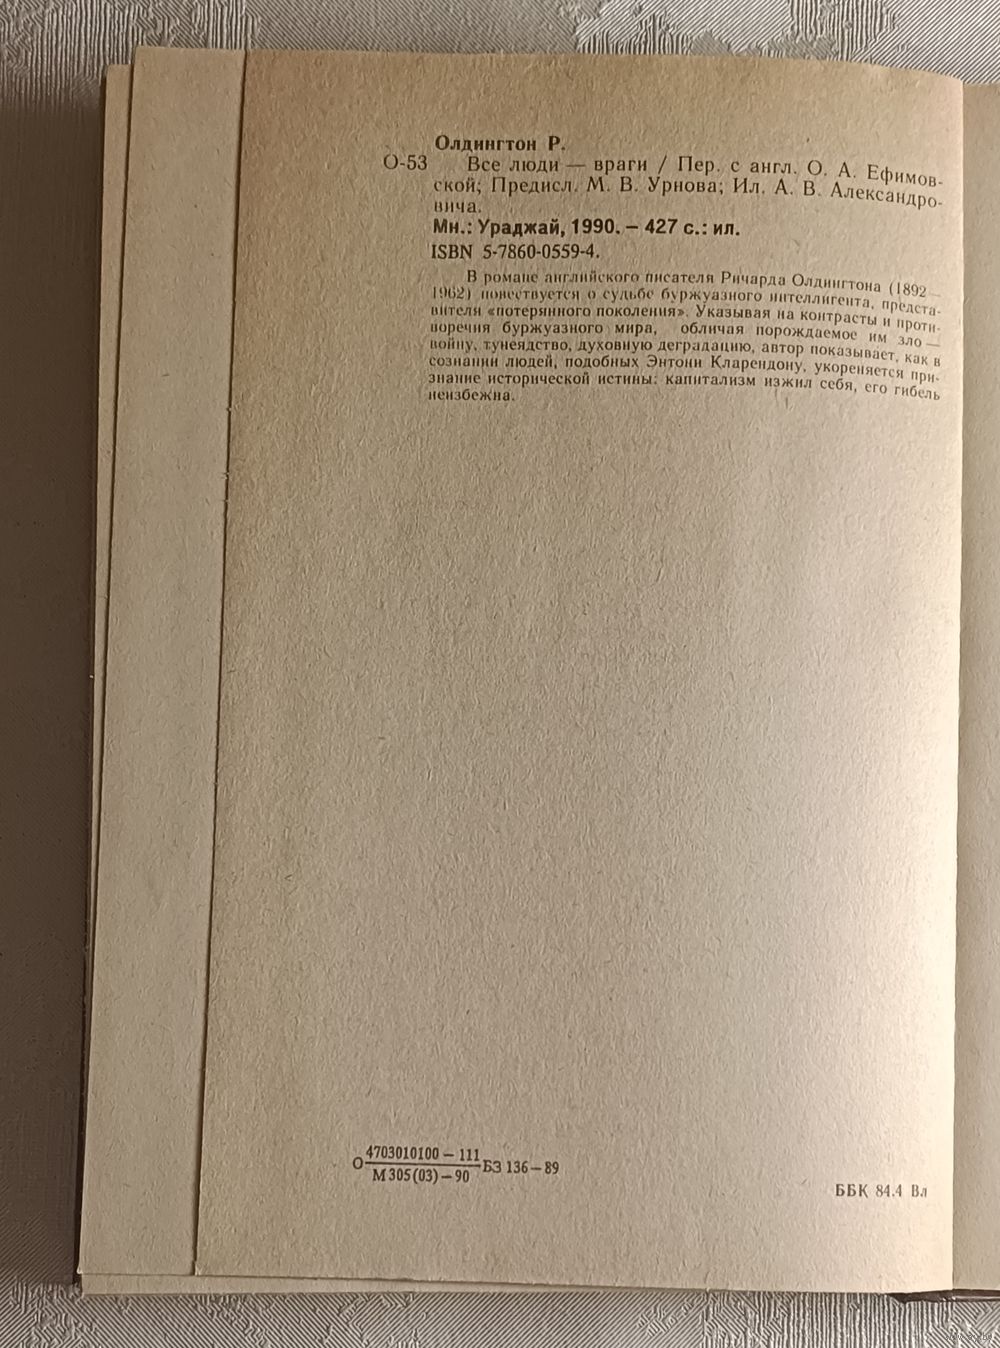 Олдингтон Р.
О-53 Все люди — враги / Пер. с англ. О. А. Ефимов-
ской; Предисл. М. В. Урнова; Ил. А. В. Александро-
вича.
Мн.: Ураджай, 1990. – 427 с.: ил.
ISBN 5-7860-0559-4.
В романе английского писателя Ричарда Олдингтона (1892—
1962) повествуется о судьбе буржуазного интеллигента, предста-
вителя «потерянного поколения». Указывая на контрасты и проти-
воречия буржуазного мира, обличая порождаемое им зло —
войну, тунеядство, духовную деградацию, автор показывает, как в
сознании людей, подобных Энтони Кларендону, укореняется при-
знание исторической истины: капитализм изжил себя, его гибель
неизбежна.
О 4703010100 – 111
М 305(03) – 90 БЗ 136–89
ББК 84.4 Вл